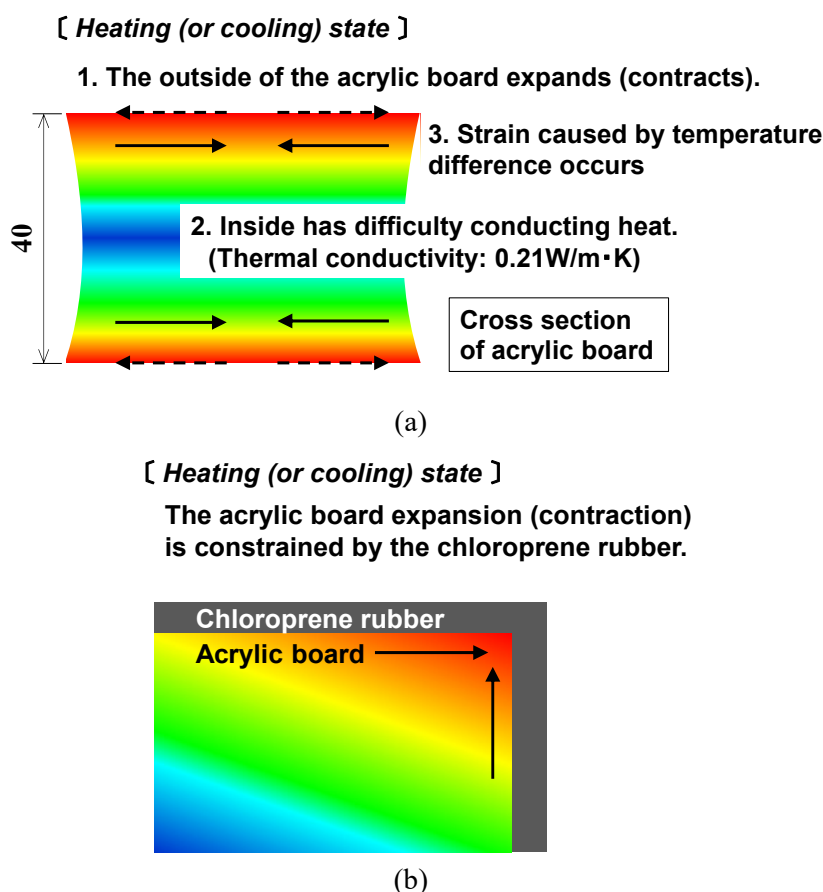 〔 Heating (or cooling) state 〕
1. The outside of the acrylic board expands (contracts).
3. Strain caused by temperature
difference occurs
40
2. Inside has difficulty conducting heat.
(Thermal conductivity: 0.21W/m・K)
Cross section
of acrylic board
(a)
〔 Heating (or cooling) state 〕
The acrylic board expansion (contraction)
is constrained by the chloroprene rubber.
Chloroprene rubber
Acrylic board
(b)